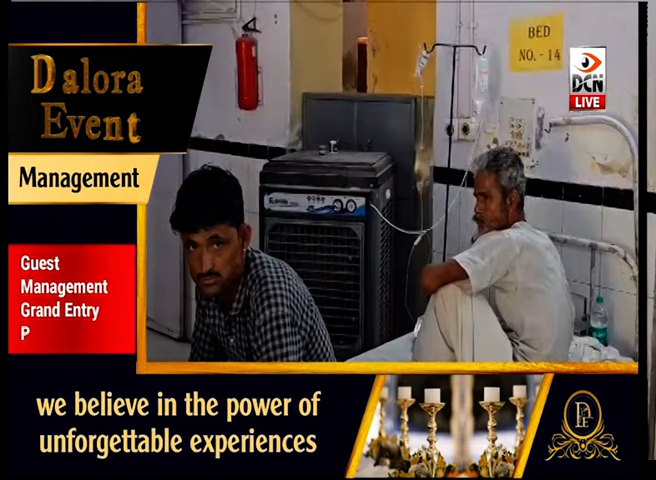 BED
NO. - 14
DCN
LIVE
Dalora
Event
Management
Guest
Management
Grand Entry
P
we believe in the power of
unforgettable experiences